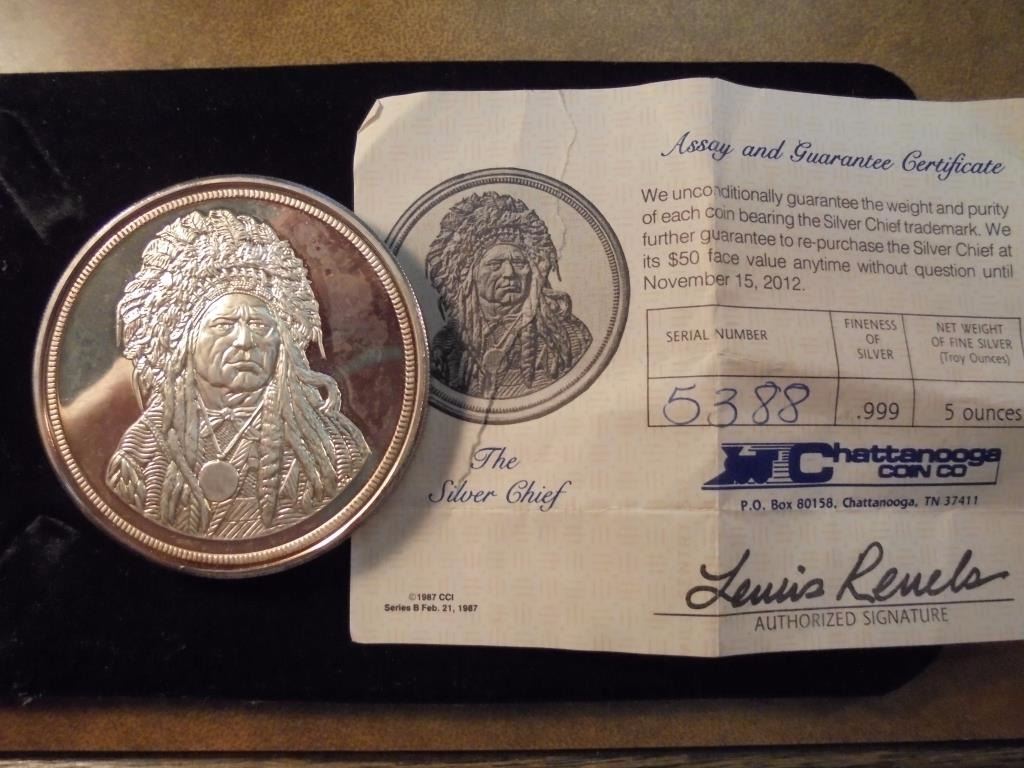 Assay and Guarantee Certificate
We unconditionally guarantee the weight and purity
of each coin bearing the Silver Chief trademark. We
further guarantee to re-purchase the Silver Chief at
its $50 face value anytime without question until
November 15, 2012.
SERIAL NUMBER
FINENESS
OF
SILVER
NET WEIGHT
OF FINE SILVER
(Troy Ounces)
5388
.999
5 ounces
Chattanooga
COIN CO
P.O. Box 80158, Chattanooga, TN 37411
The
Silver Chief
©1987 CCI
Series B Feb. 21, 1987
Lewis Revels
AUTHORIZED SIGNATURE